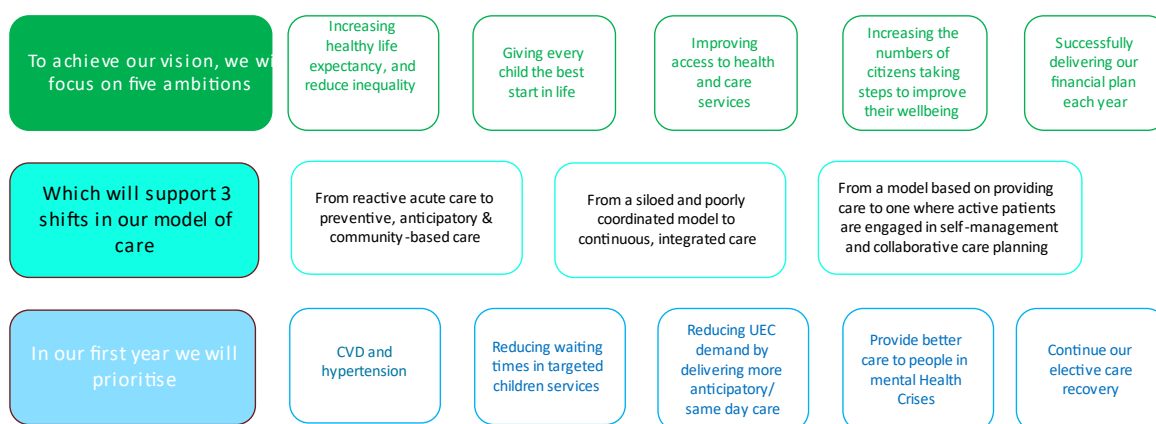 To achieve our vision, we wi
focus on five ambitions
Increasing
healthy life
expectancy, and
reduce inequality
Giving every
child the best
start in life
Improving
access to health
and care
services
Increasing the
numbers of
citizens taking
steps to improve
their wellbeing
Successfully
delivering our
financial plan
each year
Which will support 3
shifts in our model of
care
From reactive acute care to
preventive, anticipatory &
community-based care
From a siloed and poorly
coordinated model to
continuous, integrated care
From a model based on providing
care to one where active patients
are engaged in self-management
and collaborative care planning
In our first year we will
prioritise
CVD and
hypertension
Reducing waiting
times in targeted
children services
Reducing UEC
demand by
delivering more
anticipatory/
same day care
Provide better
care to people in
mental Health
Crises
Continue our
elective care
recovery